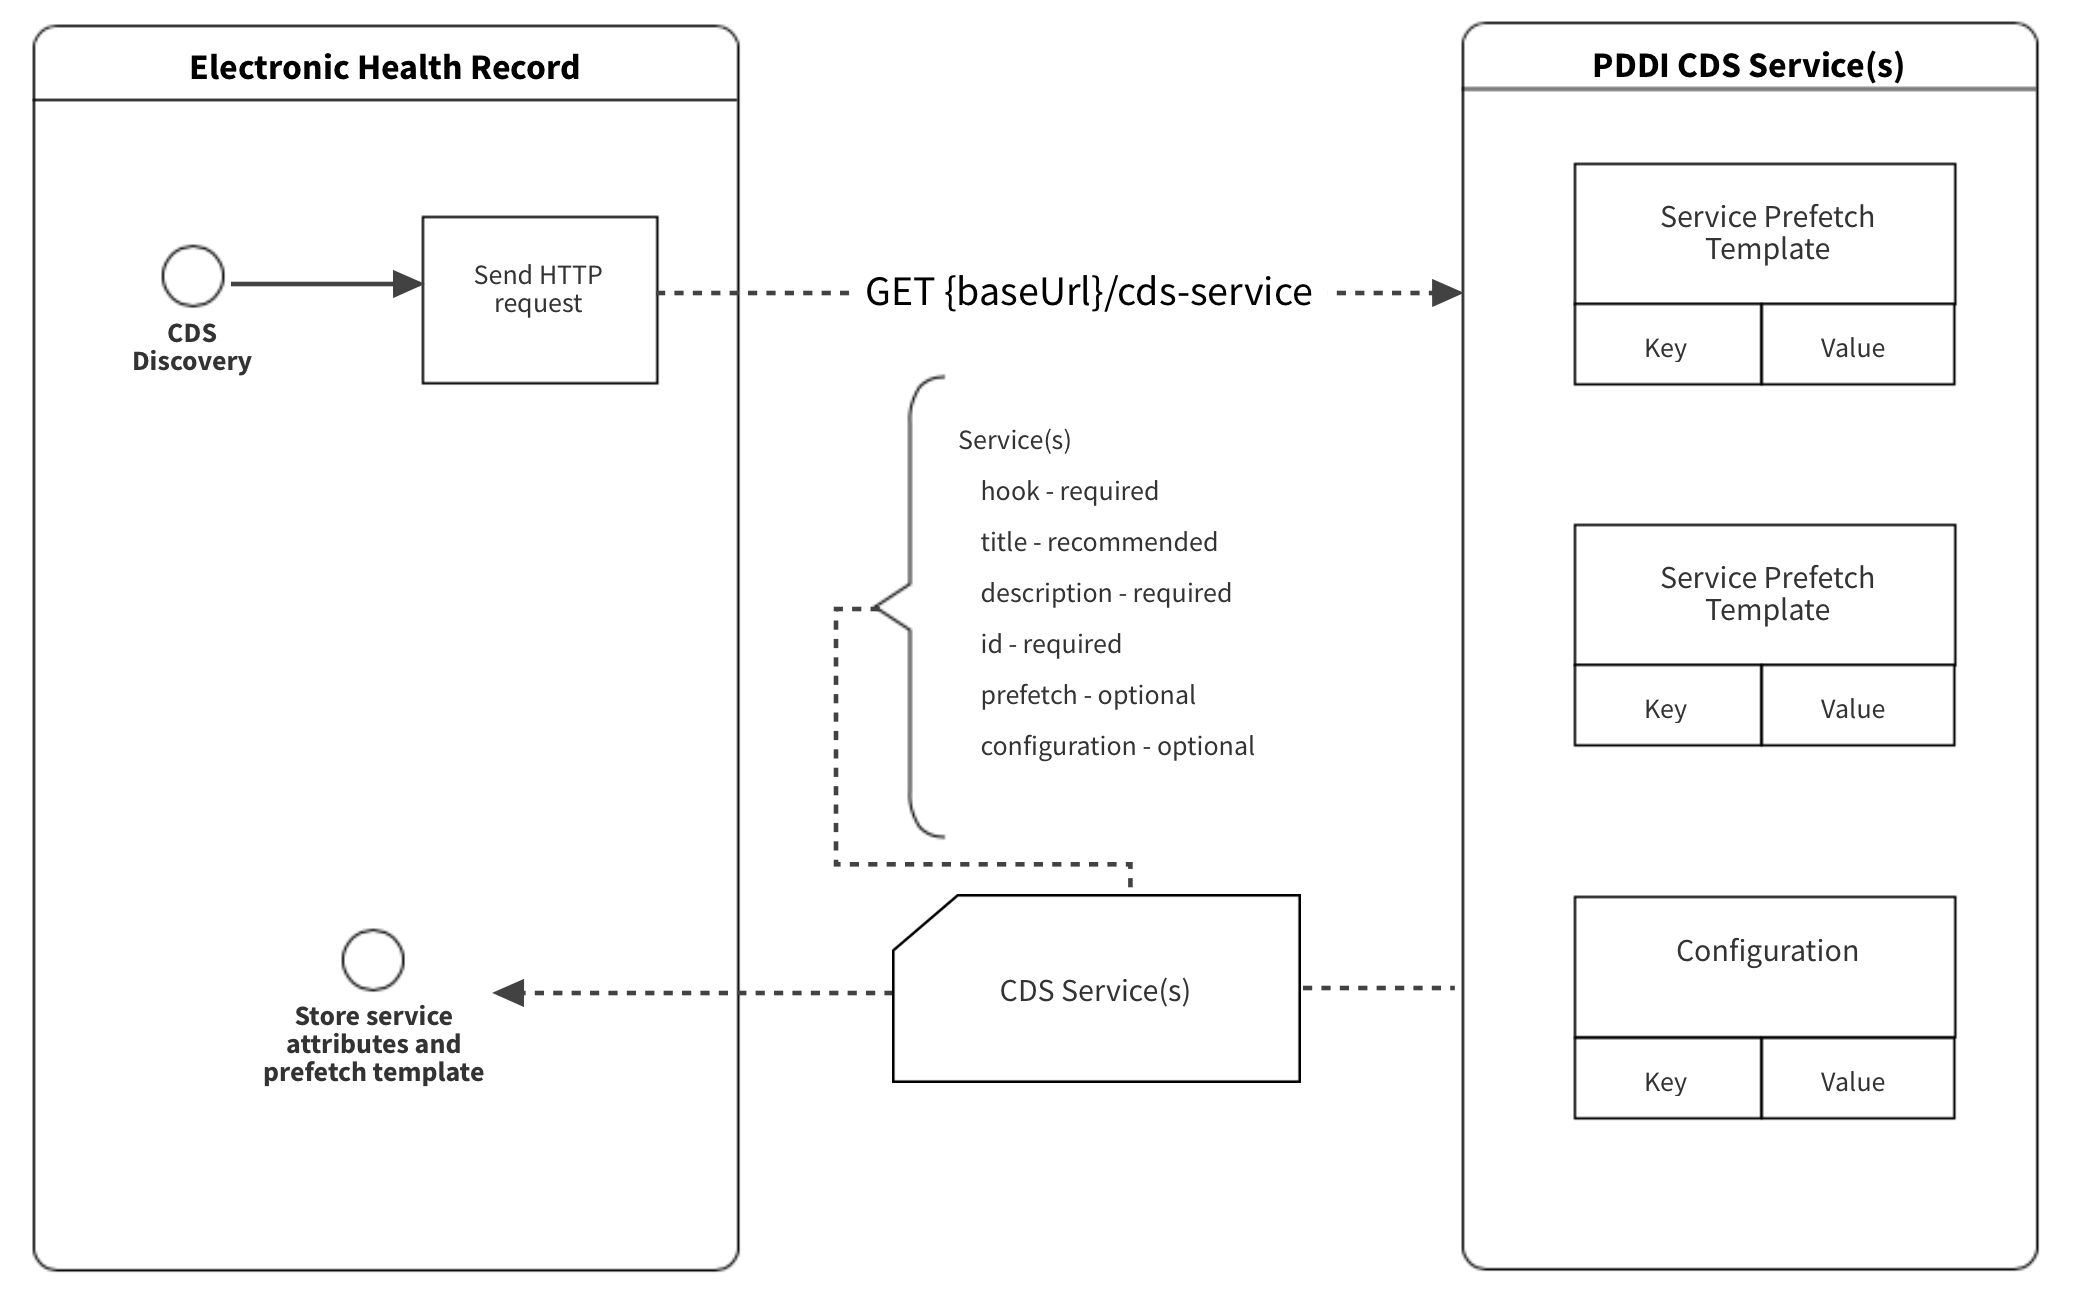 Electronic Health Record
CDS
Discovery
Send HTTP
request
GET {baseUrl}/cds-service
Service(s)
hook - required
title - recommended
description - required
id - required
prefetch - optional
configuration - optional
CDS Service(s)
Store service
attributes and
prefetch template
PDDI CDS Service(s)
Service Prefetch
Template
Key
Value
Service Prefetch
Template
Key
Value
Configuration
Key
Value